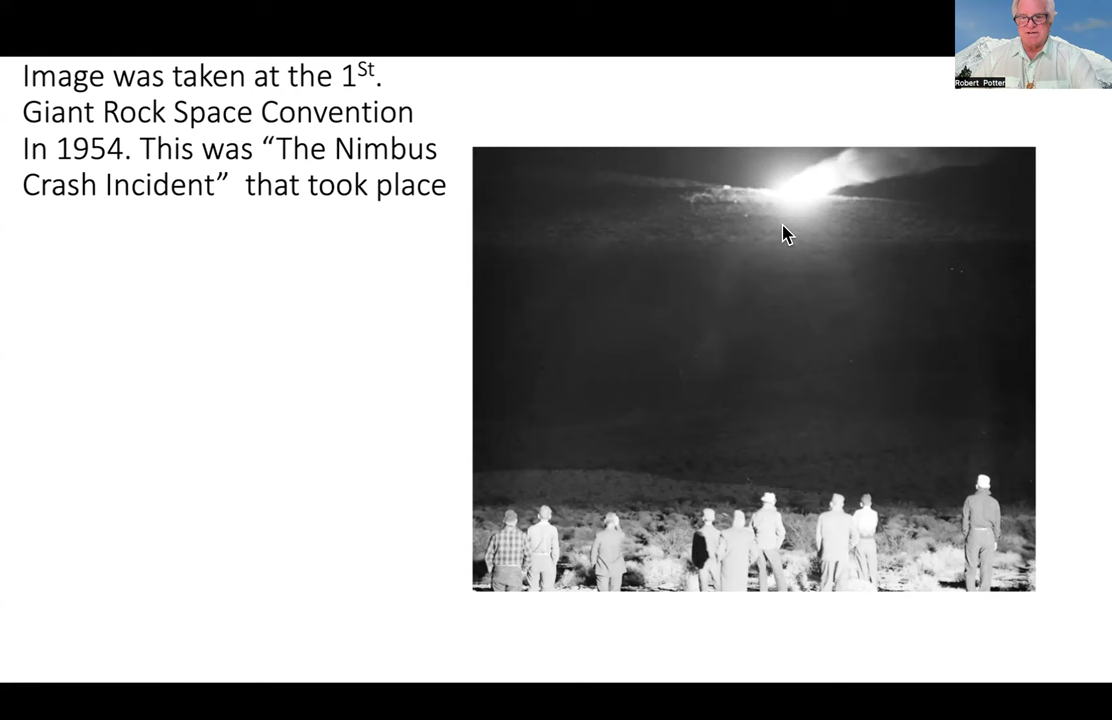 Image was taken at the 1St.
Giant Rock Space Convention
In 1954. This was “The Nimbus
Crash Incident” that took place
Robert Potter